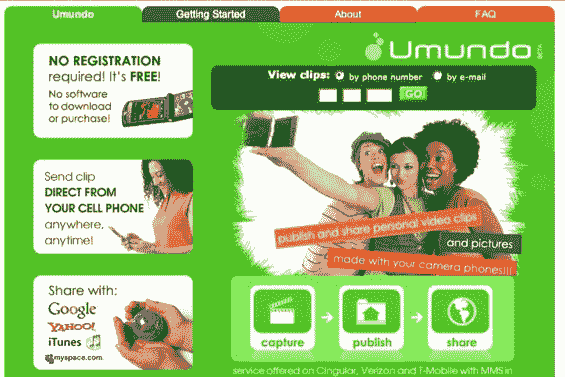 Umundo
Getting Started
About
FAQ
Umundo
BETA
View clips: by phone number by e-mail
GO
NO REGISTRATION
required! It's FREE!
No software
to download
or purchase!
Send clip
DIRECT FROM
YOUR CELL PHONE
anywhere,
anytime!
publish and share personal video clips
and pictures
made with your camera phones!!!
Share with:
Google
YAHOO!
iTunes
myspace.com
capture
publish
share
service offered on Cingular, Verizon and T-Mobile with MMS in